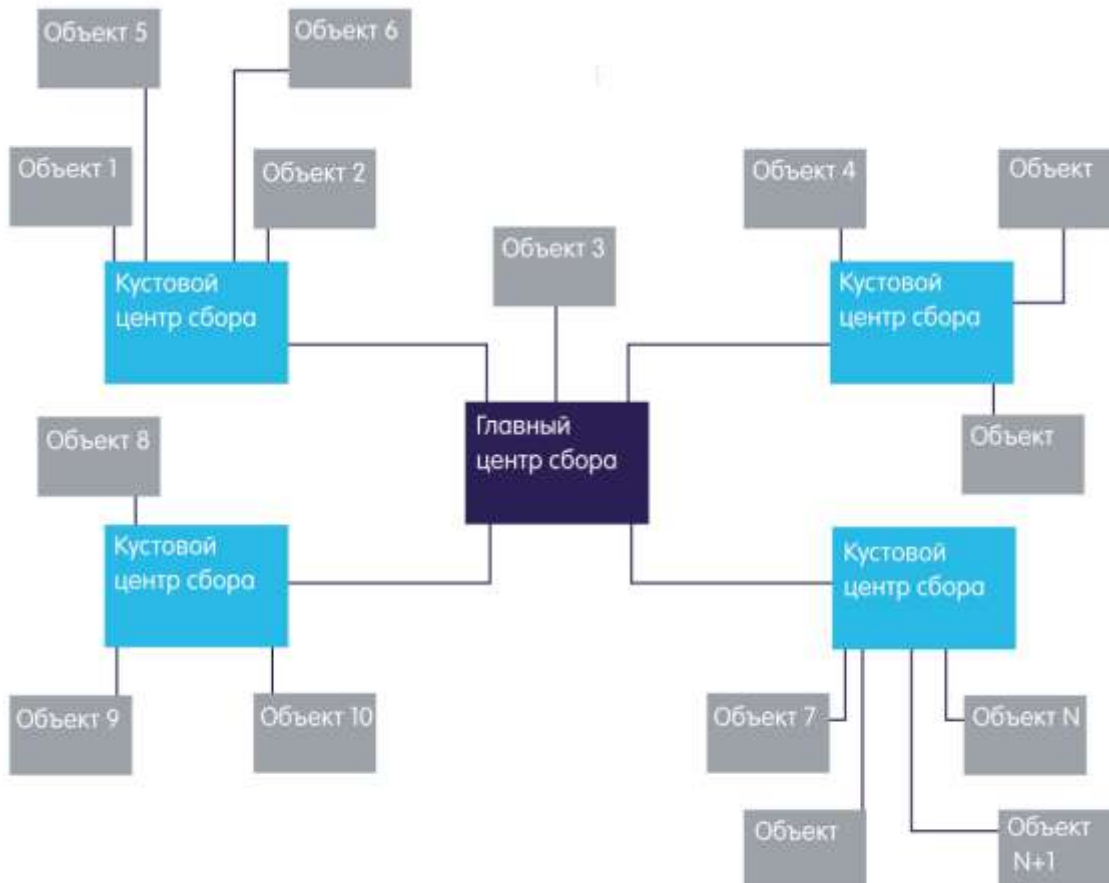 Объект 5
Объект 6
Объект 1
Объект 2
Объект 4
Объект
Объект 3
Кустовой
центр сбора
Кустовой
центр сбора
Главный
центр сбора
Объект
Объект 8
Кустовой
центр сбора
Кустовой
центр сбора
Объект 9
Объект 10
Объект 7
Объект N
Объект
Объект
N+1